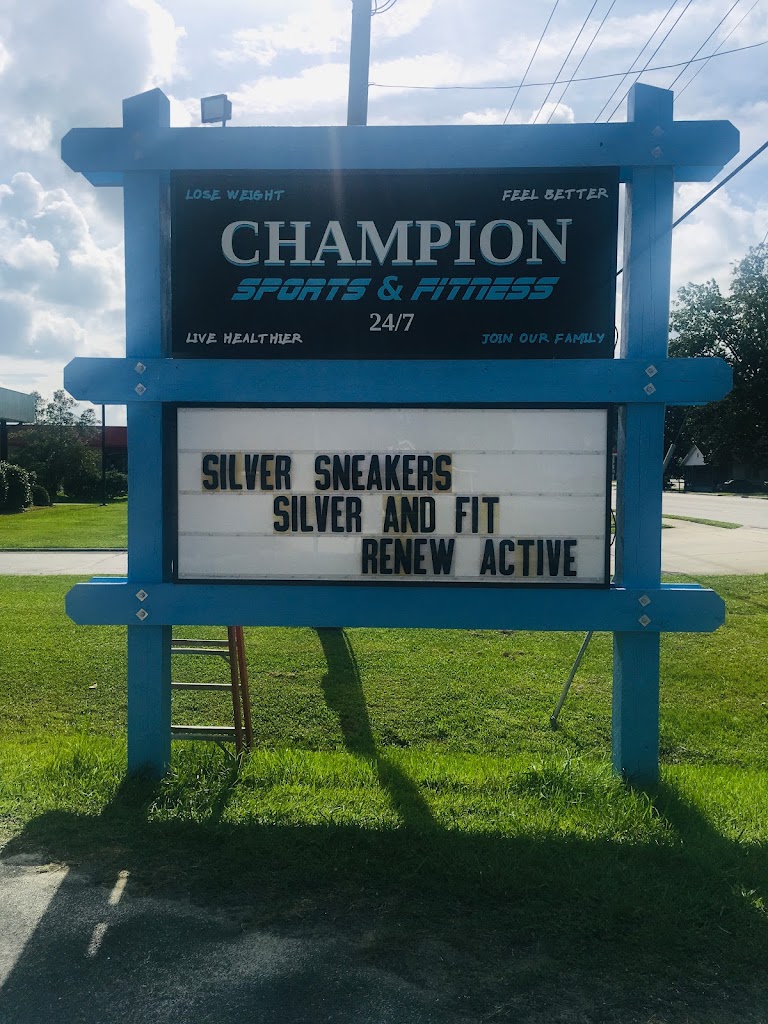 LOSE WEIGHT FEEL BETTER
CHAMPION
SPORTS & FITNESS
24/7
LIVE HEALTHIER JOIN OUR FAMILY
SILVER SNEAKERS
SILVER AND FIT
RENEW ACTIVE